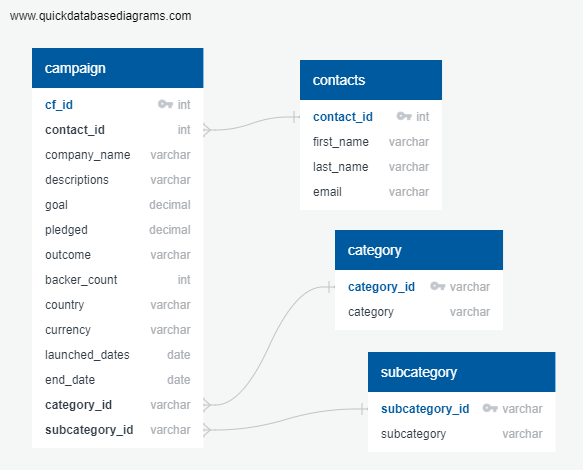 www.quickdatabasediagrams.com
campaign
cf_id int
contact_id int
company_name varchar
descriptions varchar
goal decimal
pledged decimal
outcome varchar
backer_count int
country varchar
currency varchar
launched_dates date
end_date date
category_id varchar
subcategory_id varchar
contacts
contact_id int
first_name varchar
last_name varchar
email varchar
category
category_id varchar
category varchar
subcategory
subcategory_id varchar
subcategory varchar